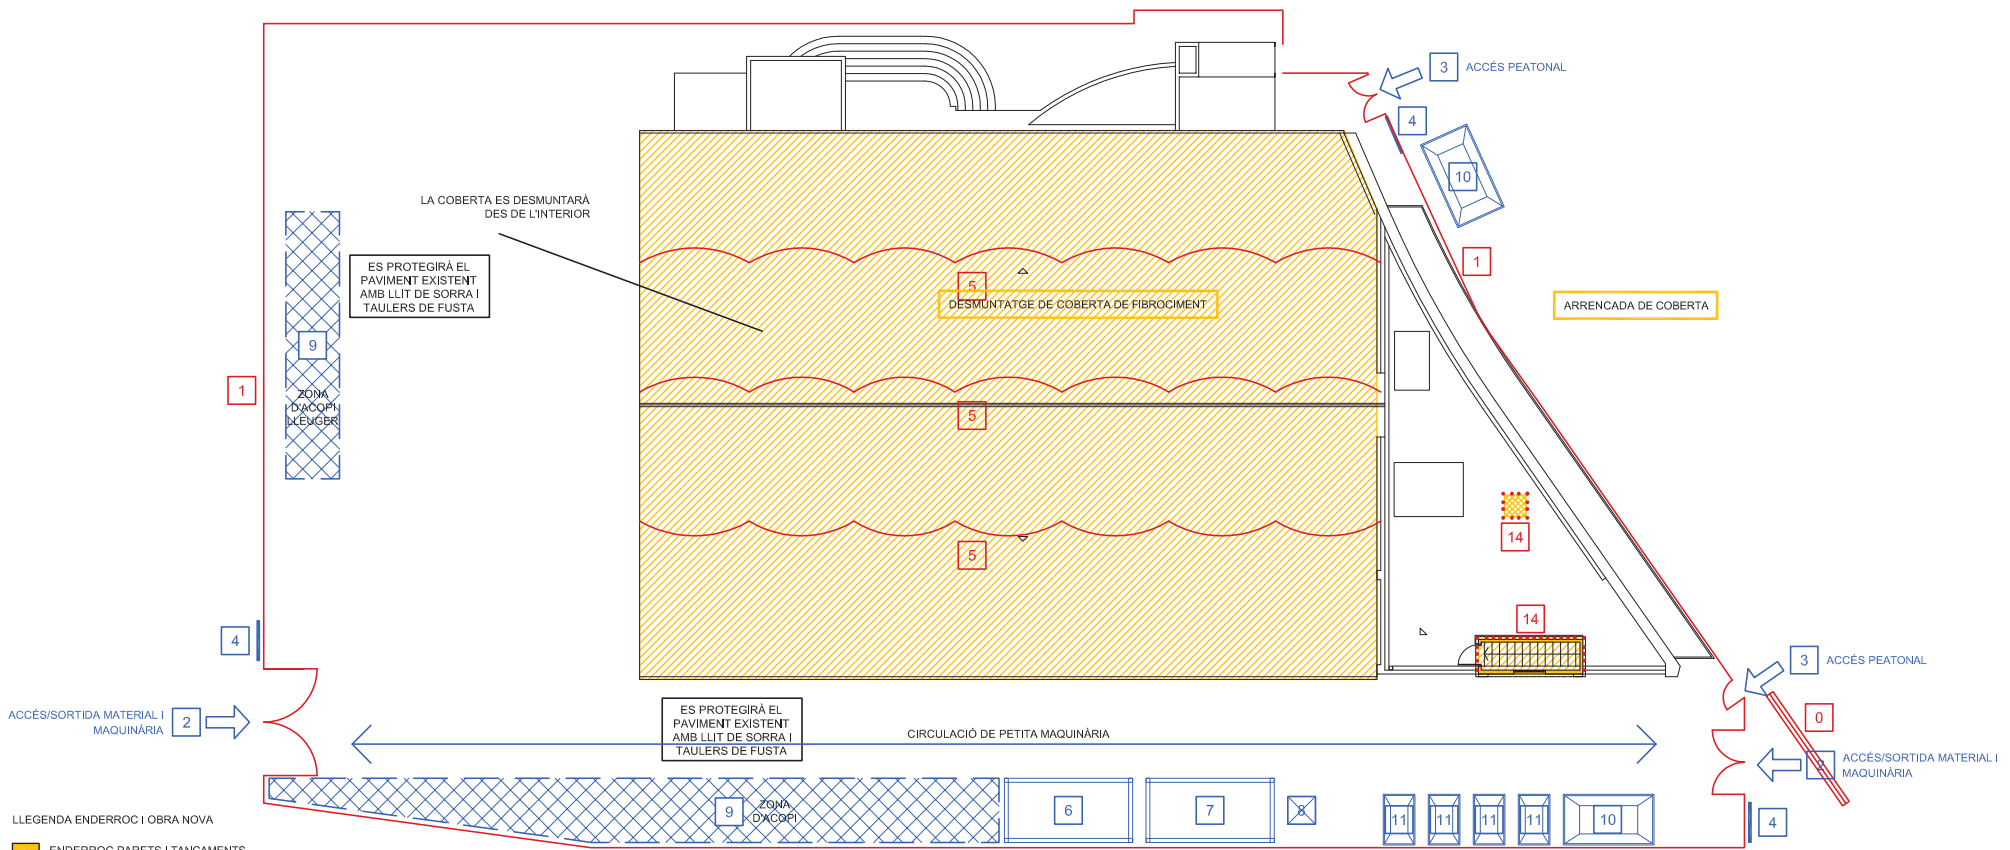 3 ACCÉS PEATONAL
4
10
LA COBERTA ES DESMUNTARÀ
DES DE L'INTERIOR
ES PROTEGIRÀ EL
PAVIMENT EXISTENT
AMB LLIT DE SORRA I
TAULERS DE FUSTA
1
5
DESMUNTATGE DE COBERTA DE FIBROCIMENT
ARRENCADA DE COBERTA
9
1
ZONA
D'ACOPI
LLEUGER
5
14
5
14
4
3 ACCÉS PEATONAL
ACCÉS/SORTIDA MATERIAL I
MAQUINÀRIA
2
ES PROTEGIRÀ EL
PAVIMENT EXISTENT
AMB LLIT DE SORRA I
TAULERS DE FUSTA
CIRCULACIÓ DE PETITA MAQUINÀRIA
0
2
ACCÉS/SORTIDA MATERIAL I
MAQUINÀRIA
9
ZONA
D'ACOPI
6
7
8
11
11
11
11
10
4
LLEGENDA ENDERROC I OBRA NOVA
ENDERROC PARETS I TANCAMENTS